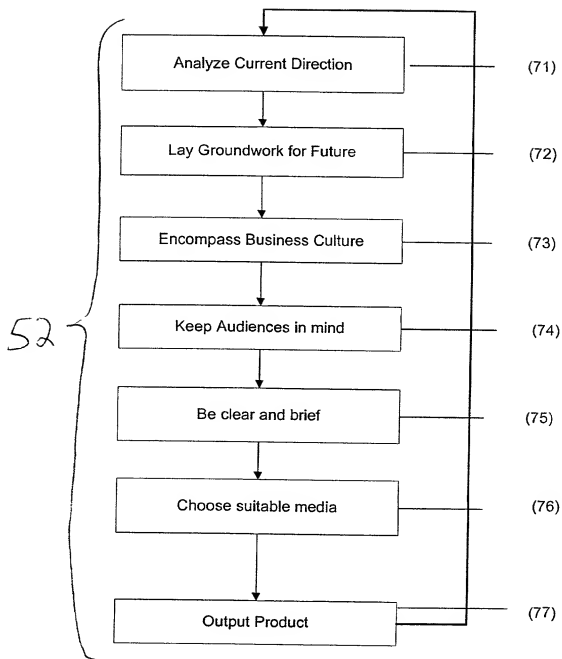 Analyze Current Direction (71)
Lay Groundwork for Future (72)
Encompass Business Culture (73)
52
Keep Audiences in mind (74)
Be clear and brief (75)
Choose suitable media (76)
Output Product (77)